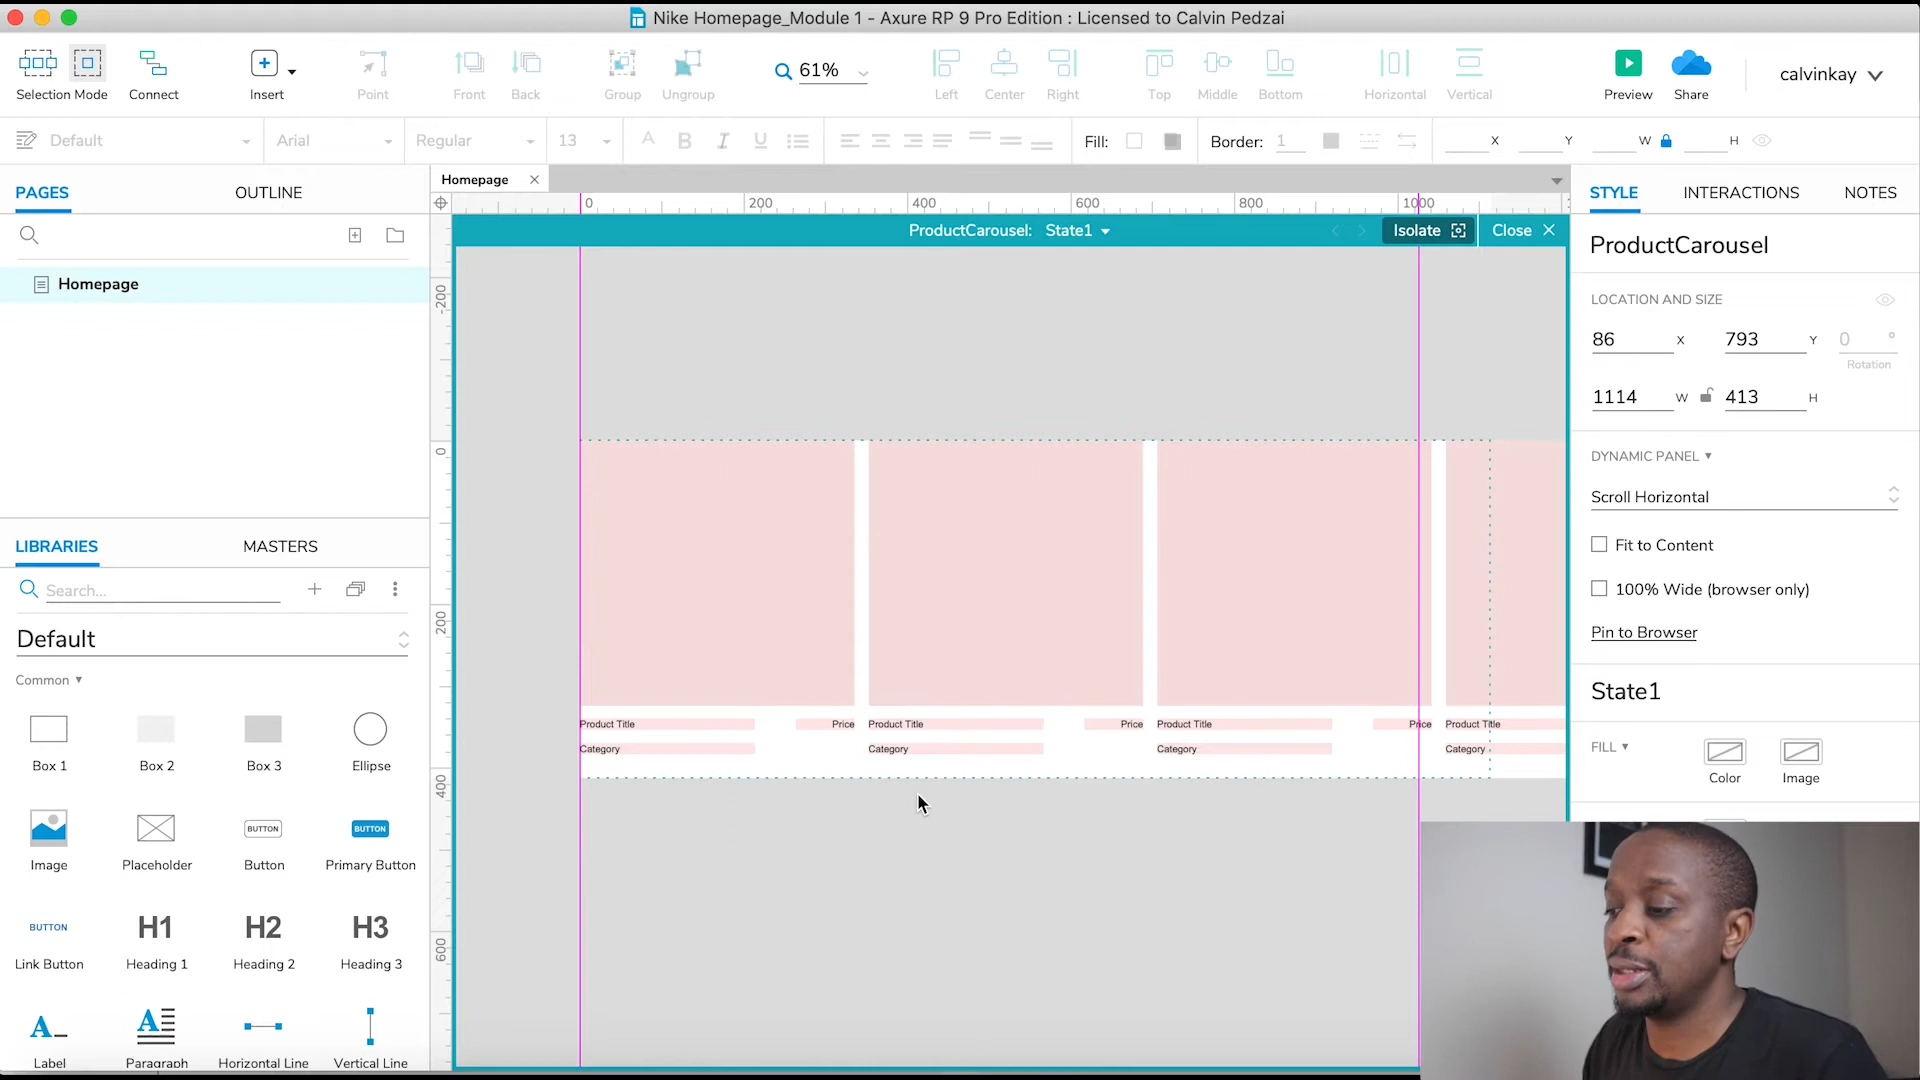 Nike Homepage_Module 1 - Axure RP 9 Pro Edition : Licensed to Calvin Pedzai
Selection Mode
Connect
Insert
Point
Front
Back
Group
Ungroup
61%
Left
Center
Right
Top
Middle
Bottom
Horizontal
Vertical
Preview
Share
calvinkay
Default
Arial
Regular
13
A B I U
Fill:
Border: 1
X Y W H
PAGES
OUTLINE
Homepage
LIBRARIES
MASTERS
Search...
Default
Common
Box 1
Box 2
Box 3
Ellipse
Image
Placeholder
BUTTON
Button
BUTTON
Primary Button
BUTTON
Link Button
H1
Heading 1
H2
Heading 2
H3
Heading 3
A
Label
A
Paragraph
Horizontal Line
Vertical Line
Homepage
0 200 400 600 800 1000
-200
0
200
400
600
ProductCarousel: State1
Isolate
Close
Product Title Price Product Title Price Product Title Price Product Title
Category Category Category Category
STYLE
INTERACTIONS
NOTES
ProductCarousel
LOCATION AND SIZE
86 X 793 Y 0 °
Rotation
1114 W 413 H
DYNAMIC PANEL
Scroll Horizontal
Fit to Content
100% Wide (browser only)
Pin to Browser
State1
FILL
Color
Image